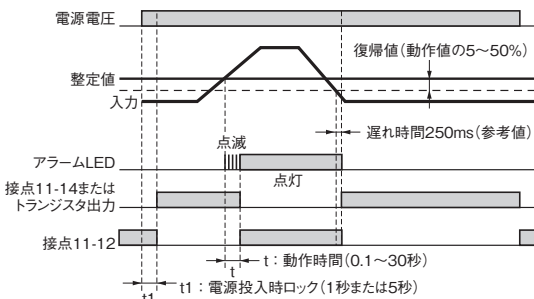 電源電圧
復帰値（動作値の5～50%）
整定値
入力
遅れ時間250ms（参考値）
点滅
アラームLED
点灯
接点11-14または
トランジスタ出力
t：動作時間（0.1～30秒）
接点11-12
t
t1：電源投入時ロック（1秒または5秒）
t1